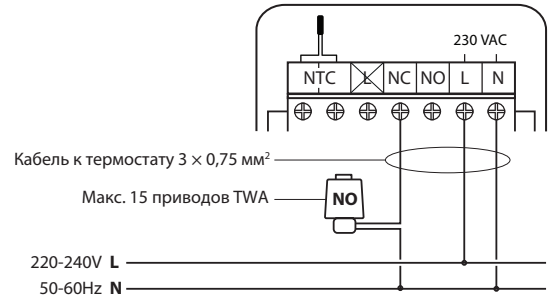 230 VAC
NTC L NC NO L N
Кабель к термостату 3 × 0,75 мм²
Макс. 15 приводов TWA
NO
220-240V L
50-60Hz N